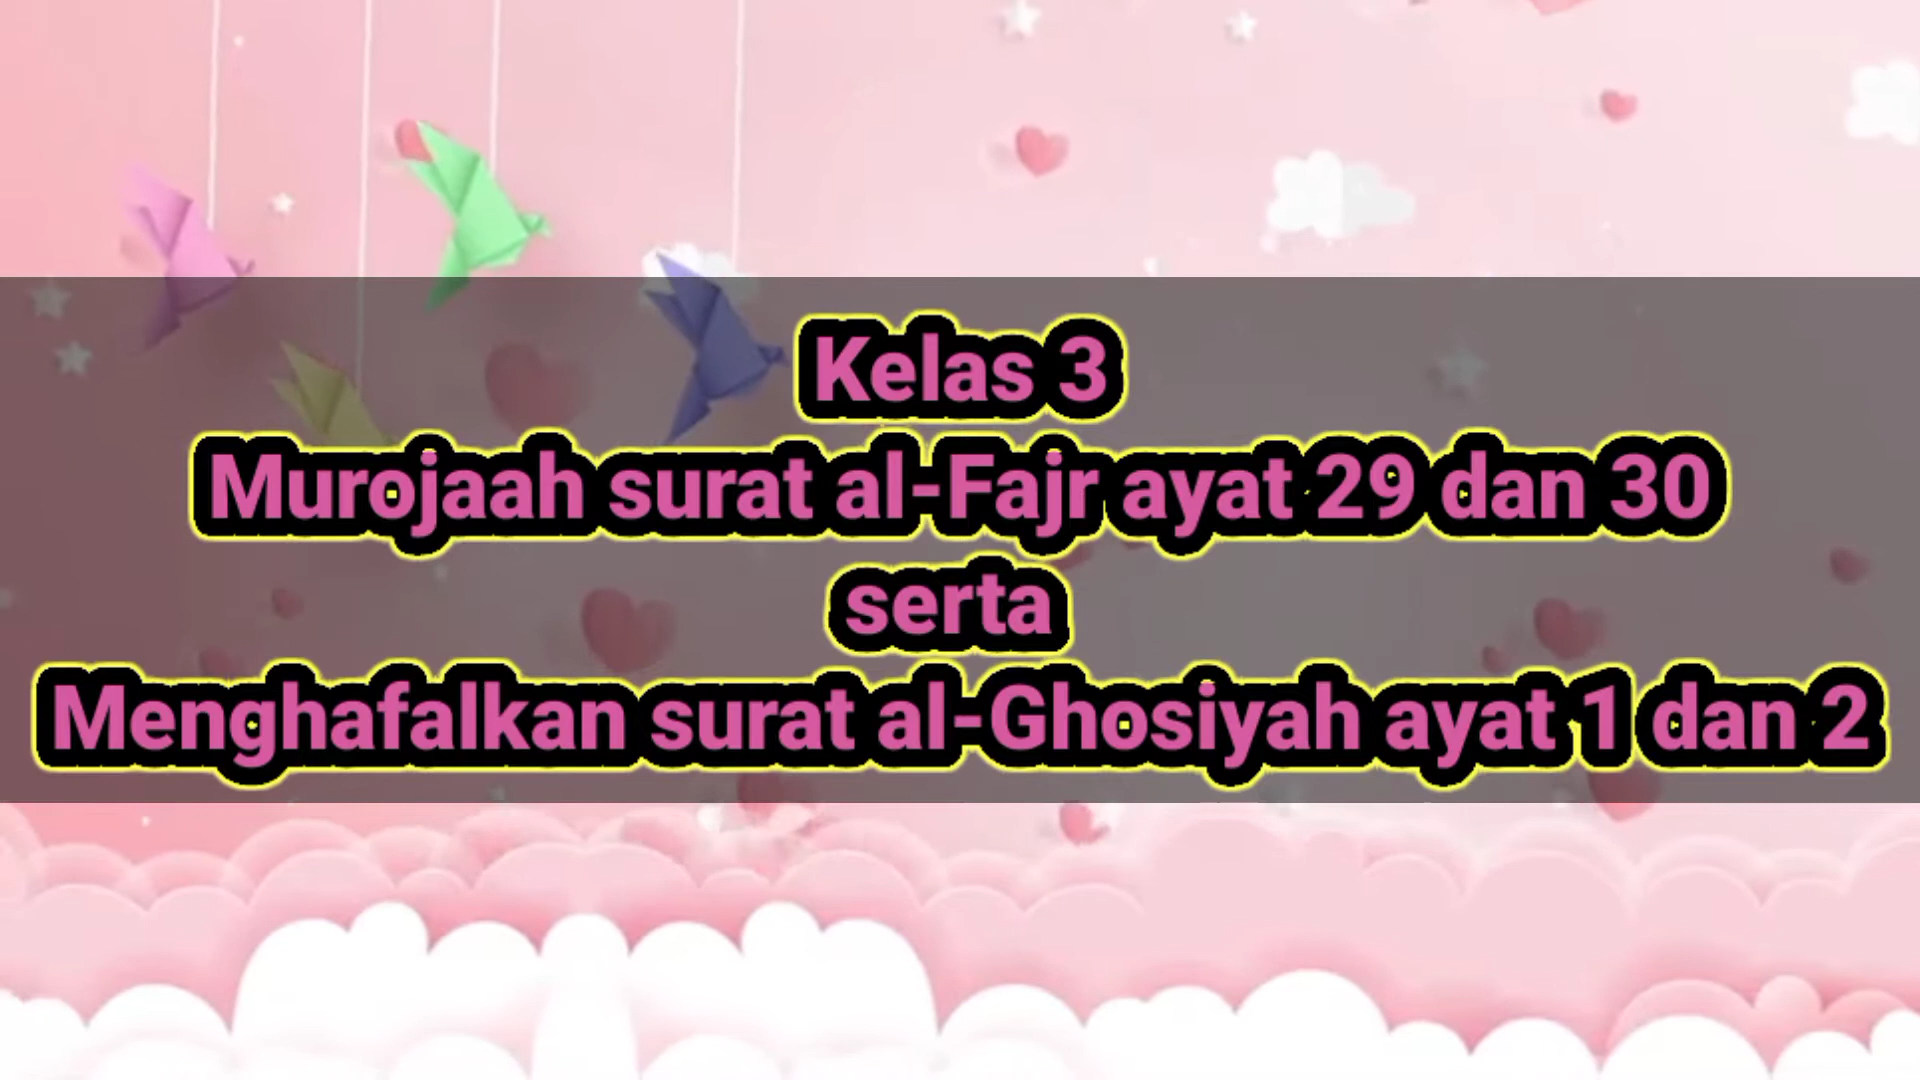 Kelas 3
Murojaah surat al-Fajr ayat 29 dan 30
serta
Menghafalkan surat al-Ghosiyah ayat 1 dan 2